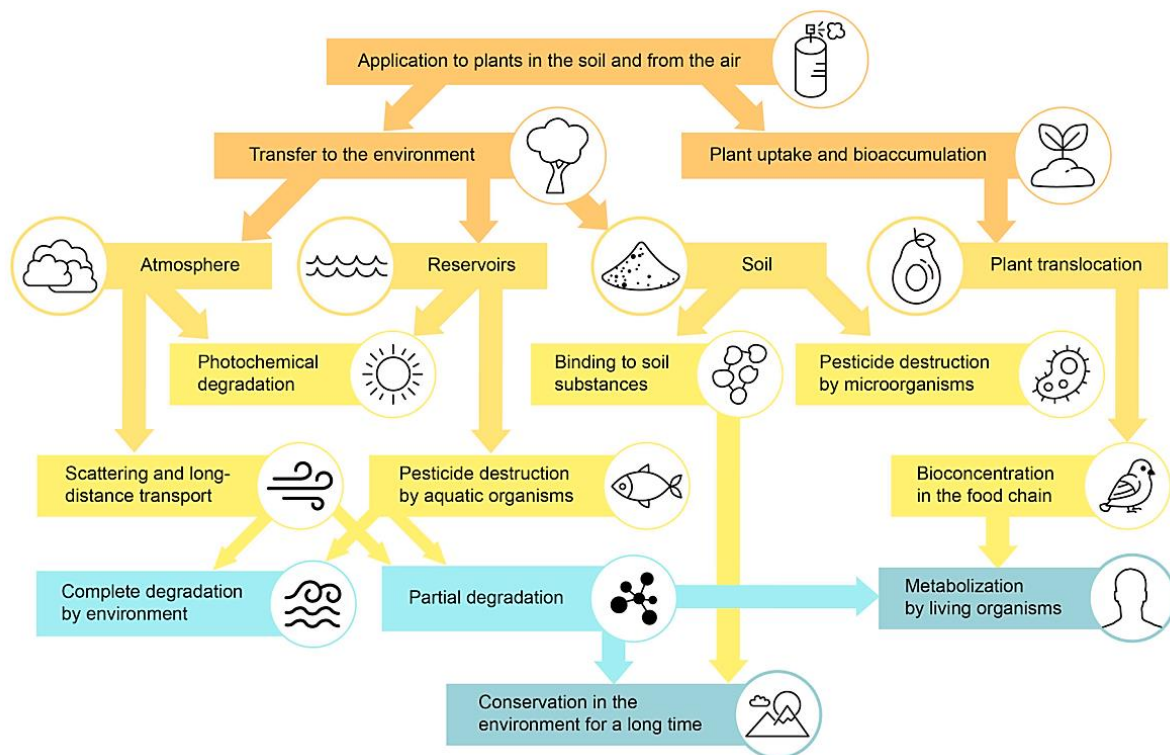 Application to plants in the soil and from the air
Transfer to the environment
Plant uptake and bioaccumulation
Atmosphere
Reservoirs
Soil
Plant translocation
Photochemical
degradation
Binding to soil
substances
Pesticide destruction
by microorganisms
Scattering and long-
distance transport
Pesticide destruction
by aquatic organisms
Bioconcentration
in the food chain
Complete degradation
by environment
Partial degradation
Metabolization
by living organisms
Conservation in the
environment for a long time